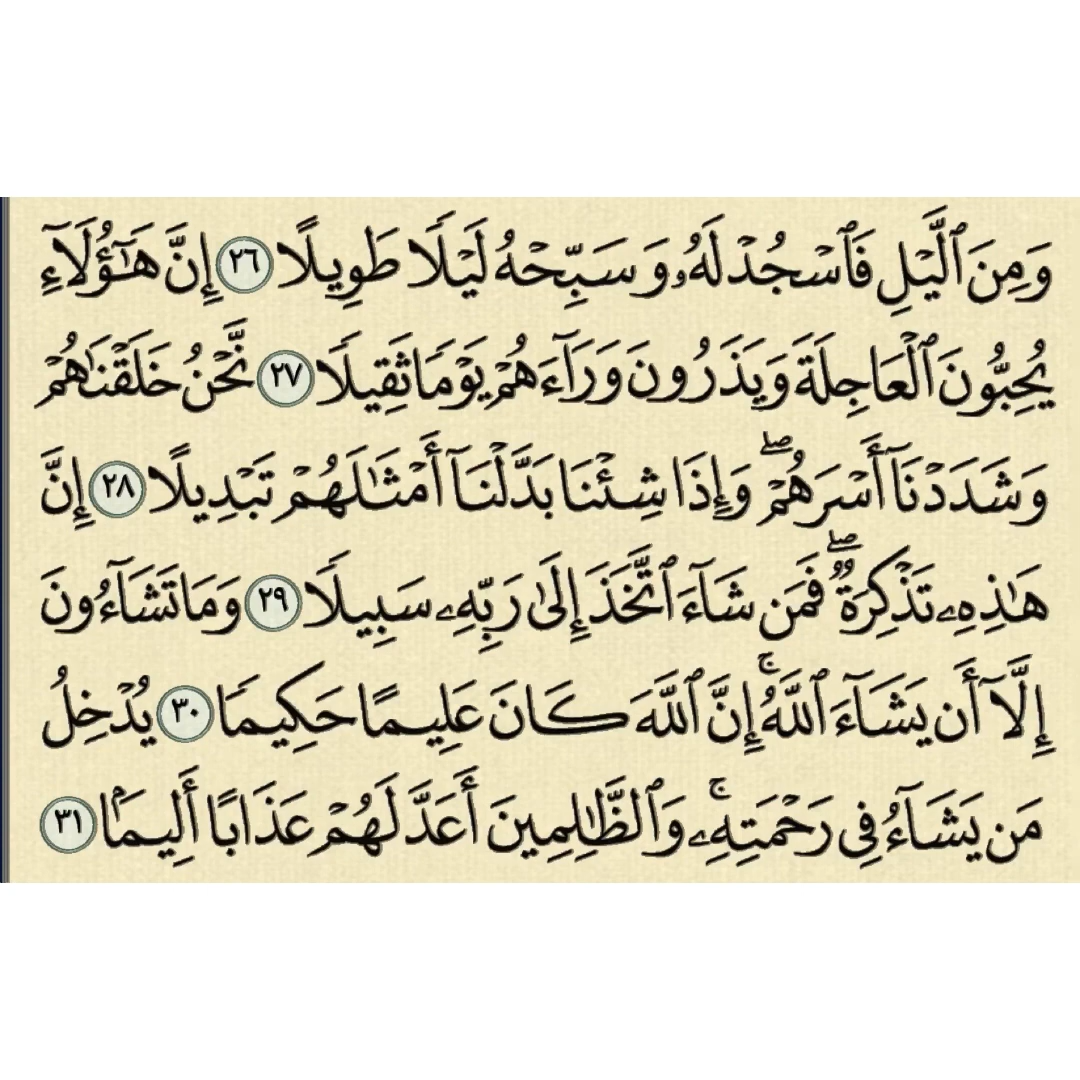 وَمِنَ ٱلَّيْلِ فَٱسْجُدْ لَهُۥ وَسَبِّحْهُ لَيْلًا طَوِيلًا ٢٦ إِنَّ هَـٰٓؤُلَآءِ
يُحِبُّونَ ٱلْعَاجِلَةَ وَيَذَرُونَ وَرَآءَهُمْ يَوْمًا ثَقِيلًا ٢٧ نَّحْنُ خَلَقْنَـٰهُمْ
وَشَدَدْنَآ أَسْرَهُمْ ۖ وَإِذَا شِئْنَا بَدَّلْنَآ أَمْثَـٰلَهُمْ تَبْدِيلًا ٢٨ إِنَّ
هَـٰذِهِۦ تَذْكِرَةٌ ۖ فَمَن شَآءَ ٱتَّخَذَ إِلَىٰ رَبِّهِۦ سَبِيلًا ٢٩ وَمَا تَشَآءُونَ
إِلَّآ أَن يَشَآءَ ٱللَّهُ ۚ إِنَّ ٱللَّهَ كَانَ عَلِيمًا حَكِيمًا ٣٠ يُدْخِلُ
مَن يَشَآءُ فِى رَحْمَتِهِۦ ۚ وَٱلظَّـٰلِمِينَ أَعَدَّ لَهُمْ عَذَابًا أَلِيمًۢا ٣١